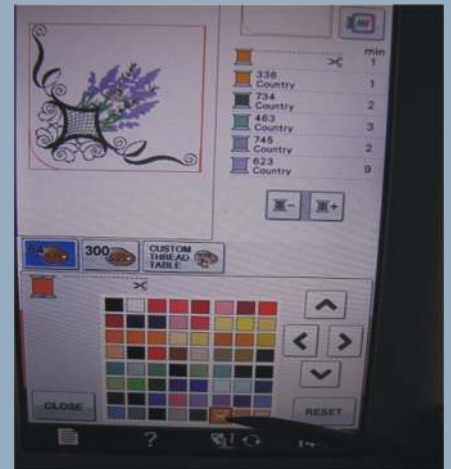 min
1
336
Country 1
734
Country 2
463
Country 3
745
Country 2
623
Country 9
64
300
CUSTOM
THREAD
TABLE
CLOSE
RESET
?